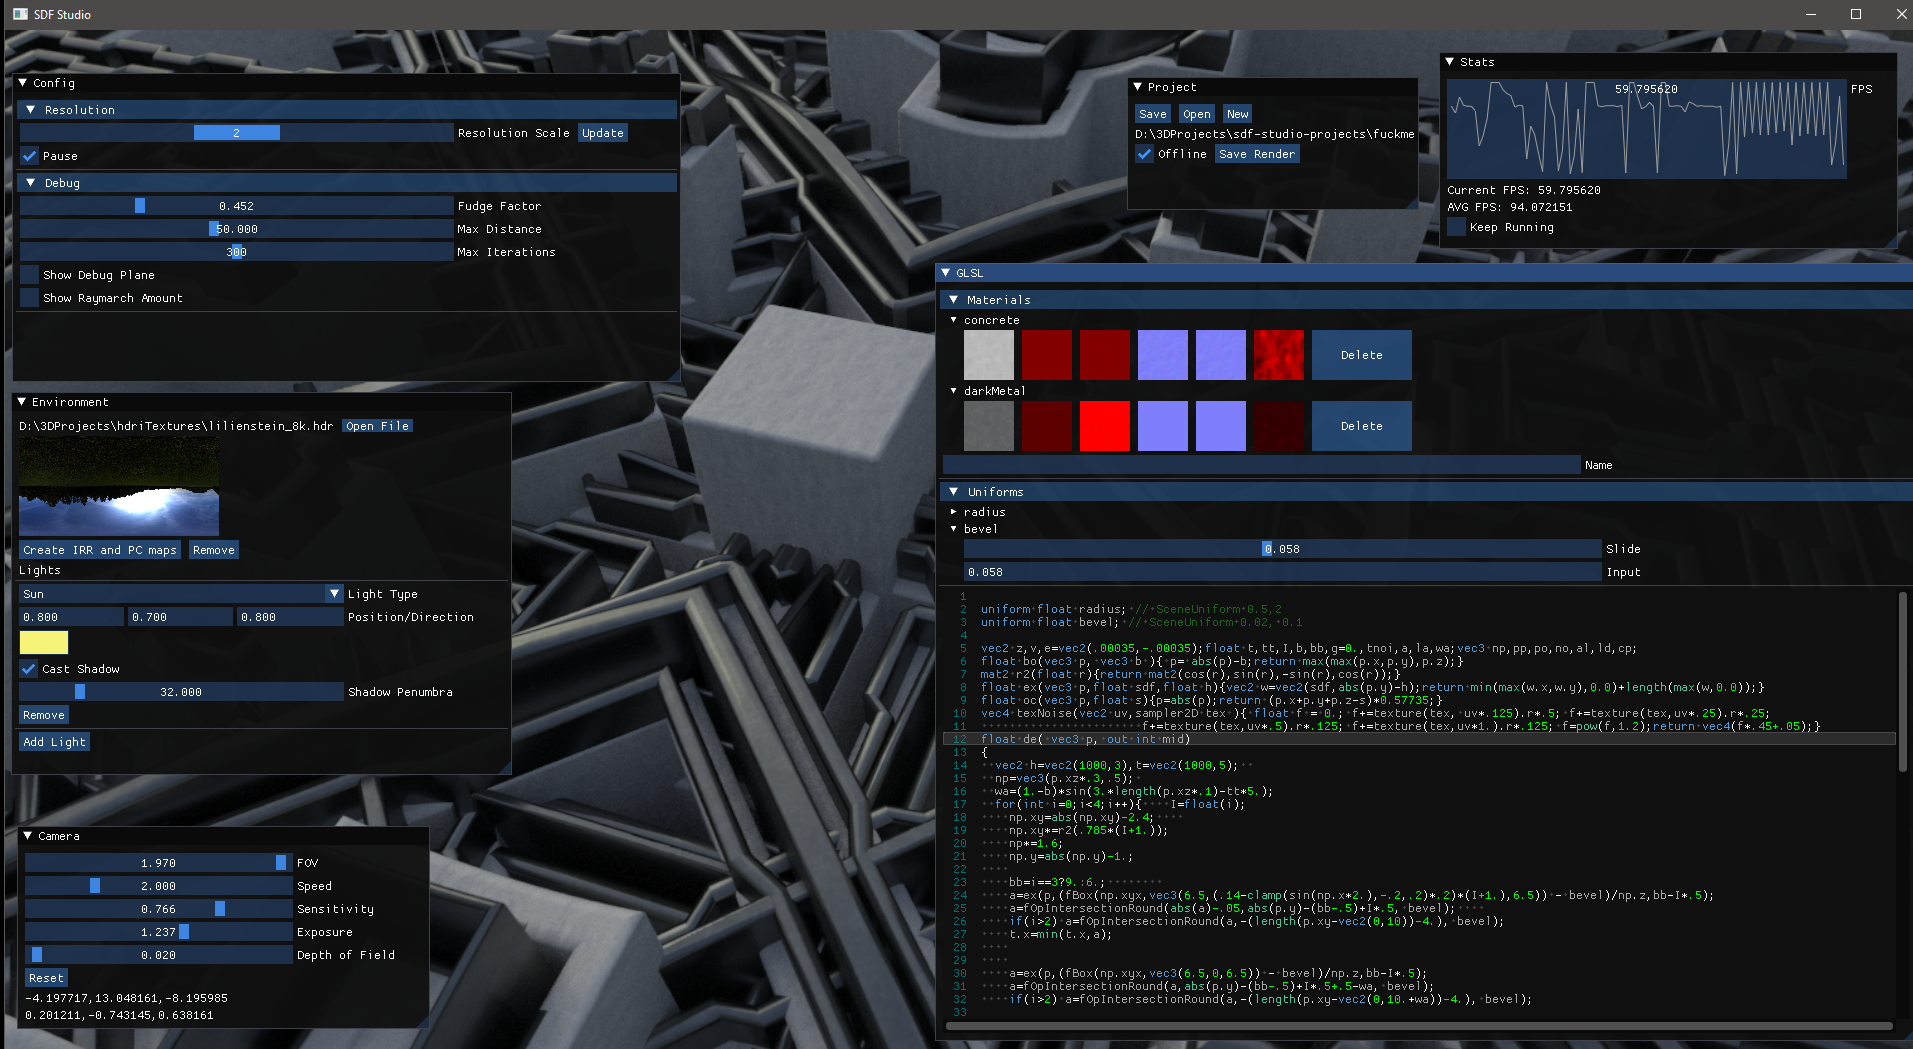 SDF Studio
Config
Resolution
2 Resolution Scale Update
Pause
Debug
0.452 Fudge Factor
50.000 Max Distance
300 Max Iterations
Show Debug Plane
Show Raymarch Amount
Environment
D:\3DProjects\hdriTextures\lilienstein_8k.hdr Open File
Create IRR and PC maps Remove
Lights
Sun Light Type
0.800 0.700 0.800 Position/Direction
Cast Shadow
32.000 Shadow Penumbra
Remove
Add Light
Camera
1.970 FOV
2.000 Speed
0.766 Sensitivity
1.237 Exposure
0.020 Depth of Field
Reset
-4.197717,13.048161,-8.195985
0.201211,-0.743145,0.638161
Project
Save Open New
D:\3DProjects\sdf-studio-projects\fuckme
Offline Save Render
Stats
59.795620 FPS
Current FPS: 59.795620
AVG FPS: 94.072151
Keep Running
GLSL
Materials
concrete
Delete
darkMetal
Delete
Name
Uniforms
radius
bevel
0.058 Slide
0.058 Input
1
2 uniform float radius; // SceneUniform 0.5,2
3 uniform float bevel; // SceneUniform 0.02, 0.1
4
5 vec2 z,v,e=vec2(.00035,-.00035);float t,tt,I,b,bb,g=0.,tnoi,a,la,wa;vec3 np,pp,po,no,al,ld,cp;
6 float bo(vec3 p, vec3 b ){ p= abs(p)-b;return max(max(p.x,p.y),p.z);}
7 mat2 r2(float r){return mat2(cos(r),sin(r),-sin(r),cos(r));}
8 float ex(vec3 p,float sdf,float h){vec2 w=vec2(sdf,abs(p.y)-h);return min(max(w.x,w.y),0.0)+length(max(w,0.0));}
9 float oc(vec3 p,float s){p=abs(p);return (p.x+p.y+p.z-s)*0.57735;}
10 vec4 texNoise(vec2 uv,sampler2D tex ){ float f = 0.; f+=texture(tex, uv*.125).r*.5; f+=texture(tex,uv*.25).r*.25;
11 f+=texture(tex,uv*.5).r*.125; f+=texture(tex,uv*1.).r*.125; f=pow(f,1.2);return vec4(f*.45+.05);}
12 float de( vec3 p, out int mid)
13 {
14 vec2 h=vec2(1000,3),t=vec2(1000,5);
15 np=vec3(p.xz*.3,.5);
16 wa=(1.-b)*sin(3.*length(p.xz*.1)-tt*5.);
17 for(int i=0;i<4;i++){ I=float(i);
18 np.xy=abs(np.xy)-2.4;
19 np.xy*=r2(.785*(I+1.));
20 np*=1.6;
21 np.y=abs(np.y)-1.;
22
23 bb=i==3?9.:6.;
24 a=ex(p,(fBox(np.xyx,vec3(6.5,(.14-clamp(sin(np.x*2.),-.2,.2)*.2)*(I+1.),6.5)) - bevel)/np.z,bb-I*.5);
25 a=fOpIntersectionRound(abs(a)-.05,abs(p.y)-(bb-.5)+I*.5, bevel);
26 if(i>2) a=fOpIntersectionRound(a,-(length(p.xy-vec2(0,10))-4.), bevel);
27 t.x=min(t.x,a);
28
29
30 a=ex(p,(fBox(np.xyx,vec3(6.5,0,6.5)) - bevel)/np.z,bb-I*.5);
31 a=fOpIntersectionRound(a,abs(p.y)-(bb-.5)+I*.5+.5-wa, bevel);
32 if(i>2) a=fOpIntersectionRound(a,-(length(p.xy-vec2(0,10.+wa))-4.), bevel);
33